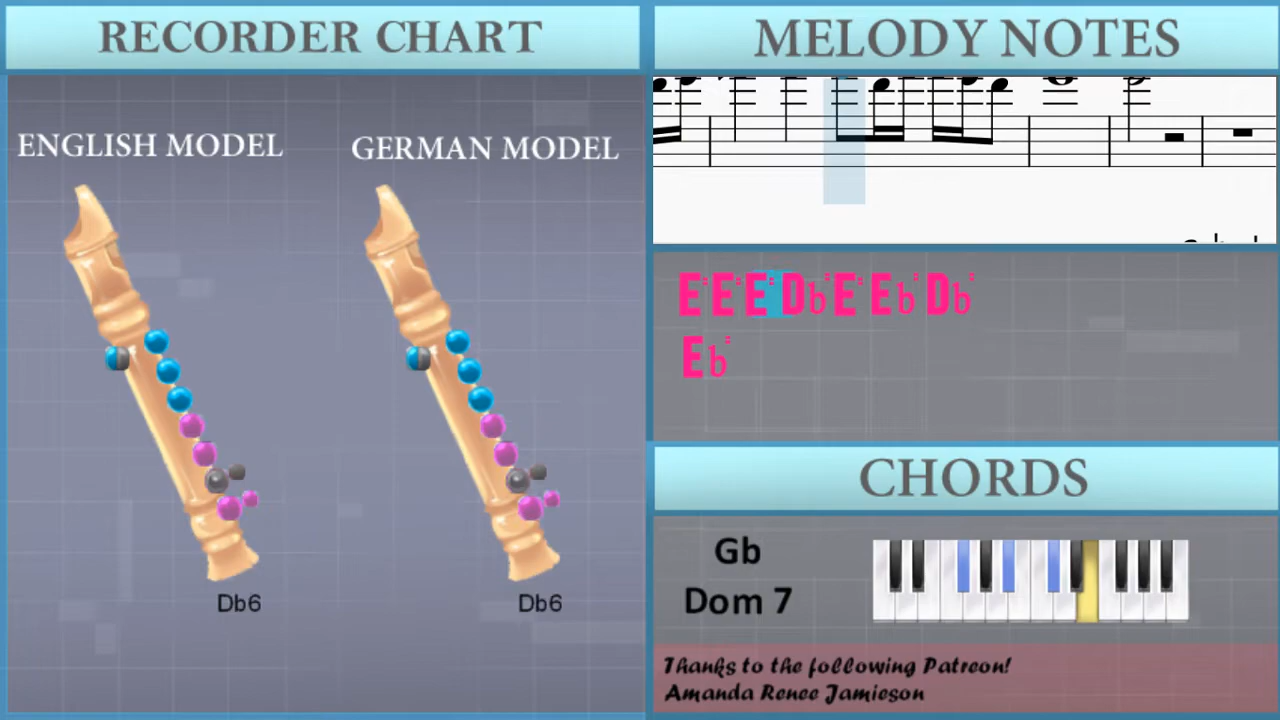 RECORDER CHART
ENGLISH MODEL
GERMAN MODEL
Db6
Db6
MELODY NOTES
E¨E¨E¨Db¨E¨Eb¨Db¨
Eb¨
CHORDS
Gb
Dom 7
Thanks to the following Patreon!
Amanda Renee Jamieson